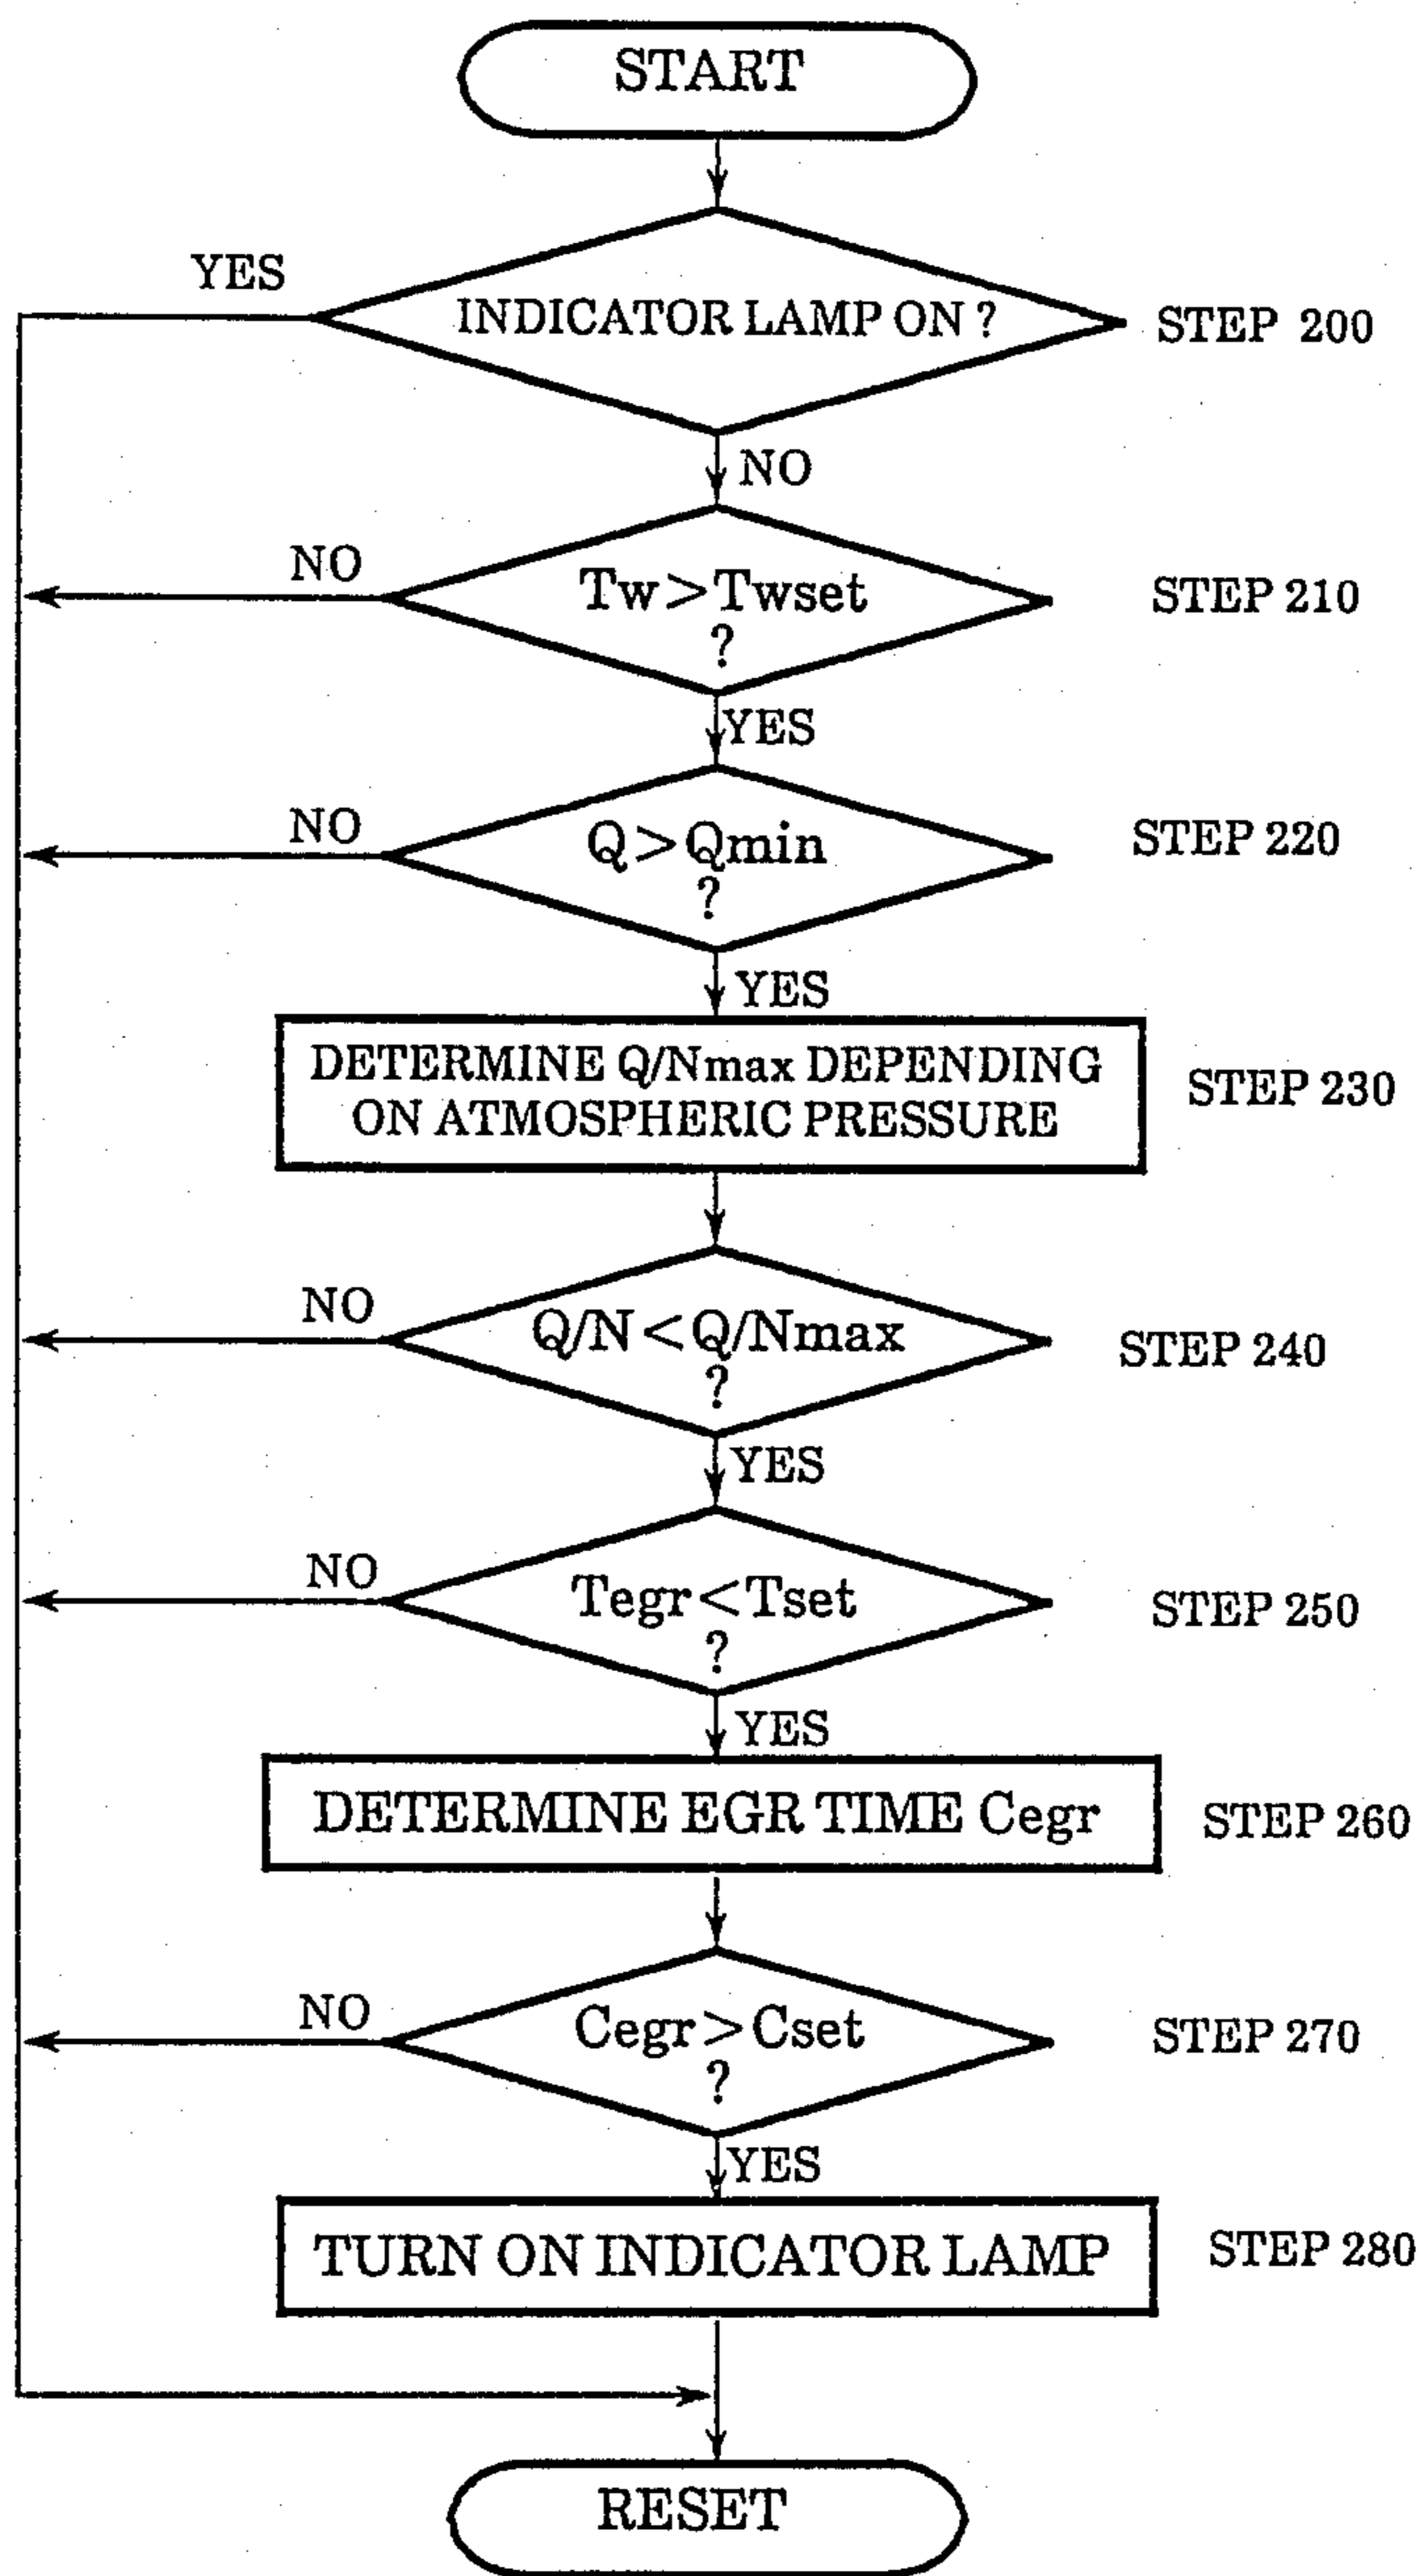 START
YES
INDICATOR LAMP ON ?
STEP 200
NO
NO
Tw>Twset
?
STEP 210
YES
NO
Q>Qmin
?
STEP 220
YES
DETERMINE Q/Nmax DEPENDING
ON ATMOSPHERIC PRESSURE
STEP 230
NO
Q/N<Q/Nmax
?
STEP 240
YES
NO
Tegr<Tset
?
STEP 250
YES
DETERMINE EGR TIME Cegr
STEP 260
NO
Cegr>Cset
?
STEP 270
YES
TURN ON INDICATOR LAMP
STEP 280
RESET